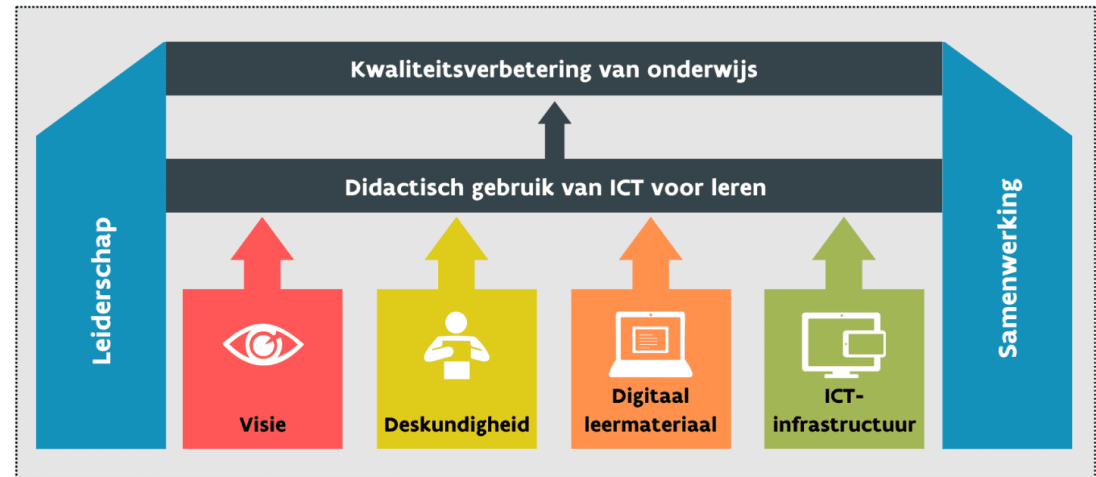 Kwaliteitsverbetering van onderwijs
Didactisch gebruik van ICT voor leren
Leiderschap
Visie
Deskundigheid
Digitaal
leermateriaal
ICT-
infrastructuur
Samenwerking